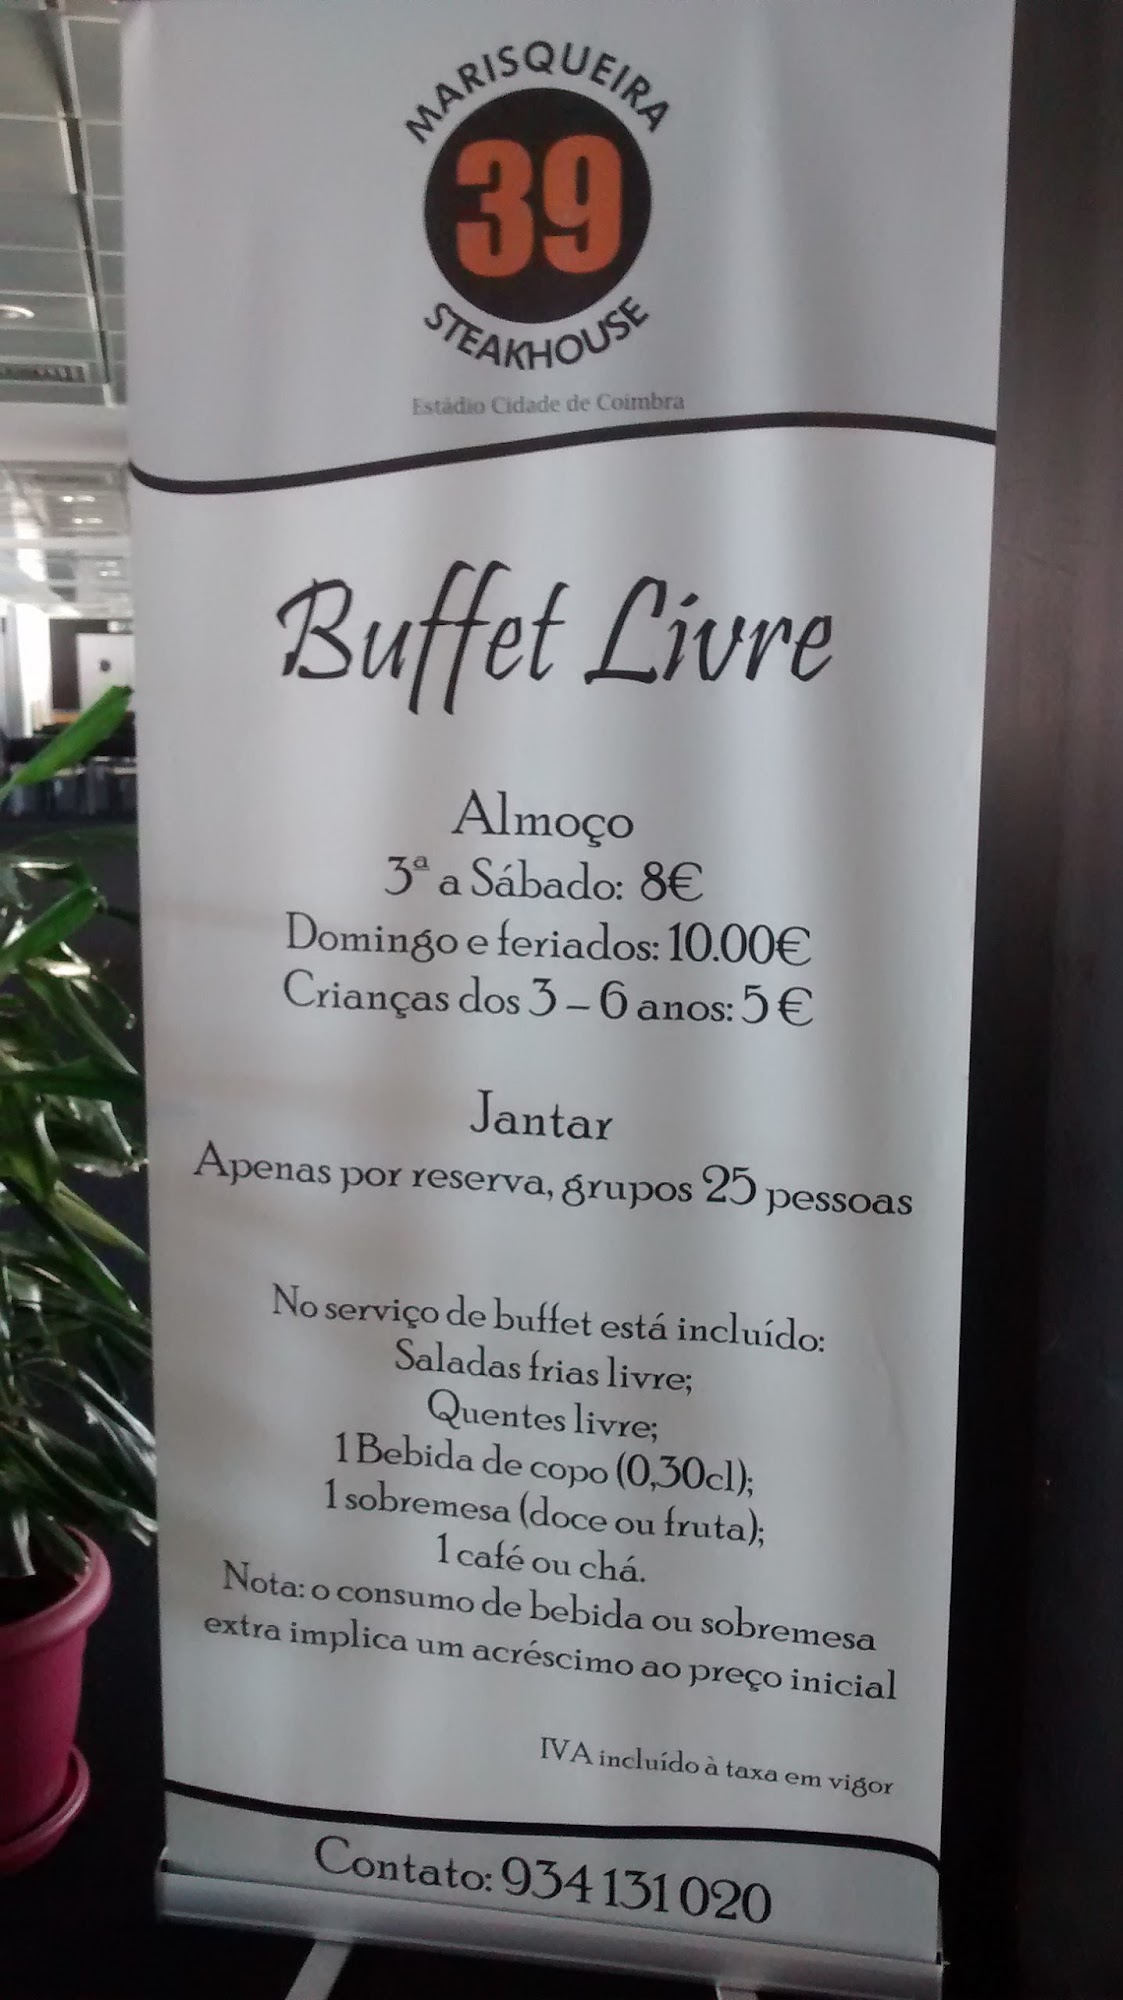 MARISQUEIRA
39
STEAKHOUSE
Estádio Cidade de Coimbra
Buffet Livre
Almoço
3ª a Sábado: 8€
Domingo e feriados: 10.00€
Crianças dos 3 – 6 anos: 5 €
Jantar
Apenas por reserva, grupos 25 pessoas
No serviço de buffet está incluído:
Saladas frias livre;
Quentes livre;
1 Bebida de copo (0,30cl);
1 sobremesa (doce ou fruta);
1 café ou chá.
Nota: o consumo de bebida ou sobremesa
extra implica um acréscimo ao preço inicial
IVA incluído à taxa em vigor
Contato: 934 131 020